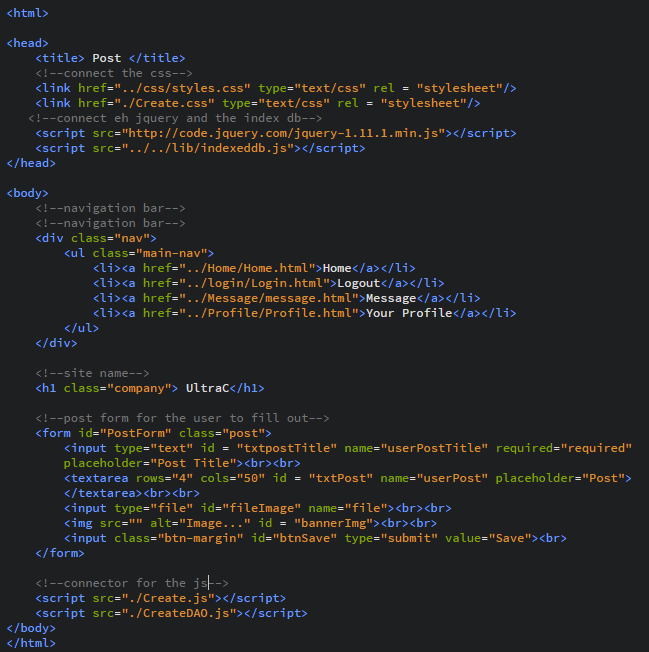 <html>
<head>
<title> Post </title>
<!--connect the css-->
<link href="../css/styles.css" type="text/css" rel = "stylesheet"/>
<link href="./Create.css" type="text/css" rel = "stylesheet"/>
<!--connect eh jquery and the index db-->
<script src="http://code.jquery.com/jquery-1.11.1.min.js"></script>
<script src="../../lib/indexeddb.js"></script>
</head>
<body>
<!--navigation bar-->
<!--navigation bar-->
<div class="nav">
<ul class="main-nav">
<li><a href="../Home/Home.html">Home</a></li>
<li><a href="../login/Login.html">Logout</a></li>
<li><a href="../Message/message.html">Message</a></li>
<li><a href="../Profile/Profile.html">Your Profile</a></li>
</ul>
</div>
<!--site name-->
<h1 class="company"> UltraC</h1>
<!--post form for the user to fill out-->
<form id="PostForm" class="post">
<input type="text" id = "txtpostTitle" name="userPostTitle" required="required"
placeholder="Post Title"><br><br>
<textarea rows="4" cols="50" id = "txtPost" name="userPost" placeholder="Post">
</textarea><br><br>
<input type="file" id="fileImage" name="file"><br><br>
<img src="" alt="Image..." id = "bannerImg"><br><br>
<input class="btn-margin" id="btnSave" type="submit" value="Save"><br>
</form>
<!--connector for the js-->
<script src="./Create.js"></script>
<script src="./CreateDAO.js"></script>
</body>
</html>